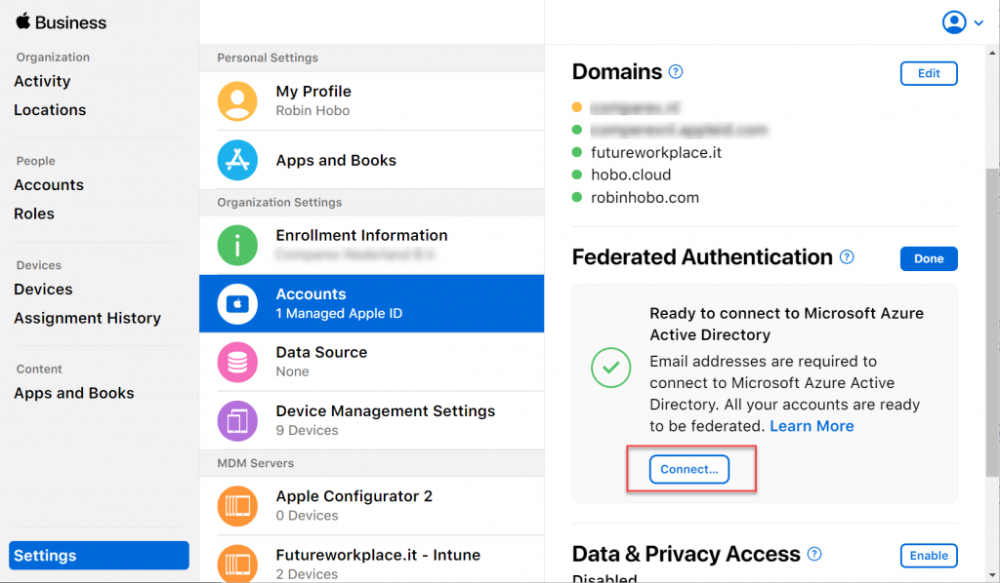 Business
Organization
Activity
Locations
People
Accounts
Roles
Devices
Devices
Assignment History
Content
Apps and Books
Settings
Personal Settings
My Profile
Robin Hobo
Apps and Books
Organization Settings
Enrollment Information
Accounts
1 Managed Apple ID
Data Source
None
Device Management Settings
9 Devices
MDM Servers
Apple Configurator 2
0 Devices
Futureworkplace.it - Intune
2 Devices
Domains ?
Edit
futureworkplace.it
hobo.cloud
robinhobo.com
Federated Authentication ?
Done
Ready to connect to Microsoft Azure
Active Directory
Email addresses are required to
connect to Microsoft Azure Active
Directory. All your accounts are ready
to be federated. Learn More
Connect...
Data & Privacy Access ?
Enable
Disabled